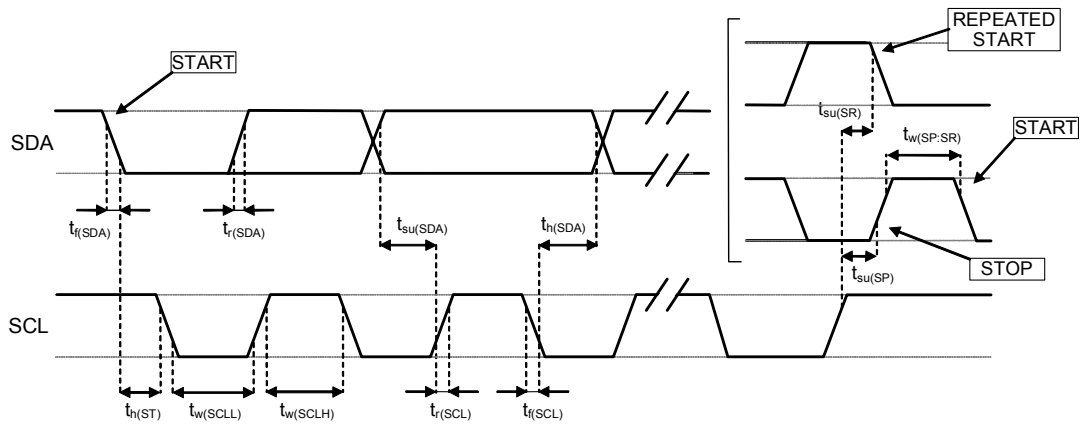 REPEATED
START
START
t_su(SR)
START
SDA
t_w(SP:SR)
t_f(SDA)
t_r(SDA)
t_su(SDA)
t_h(SDA)
t_su(SP)
STOP
SCL
t_h(ST)
t_w(SCLL)
t_w(SCLH)
t_r(SCL)
t_f(SCL)